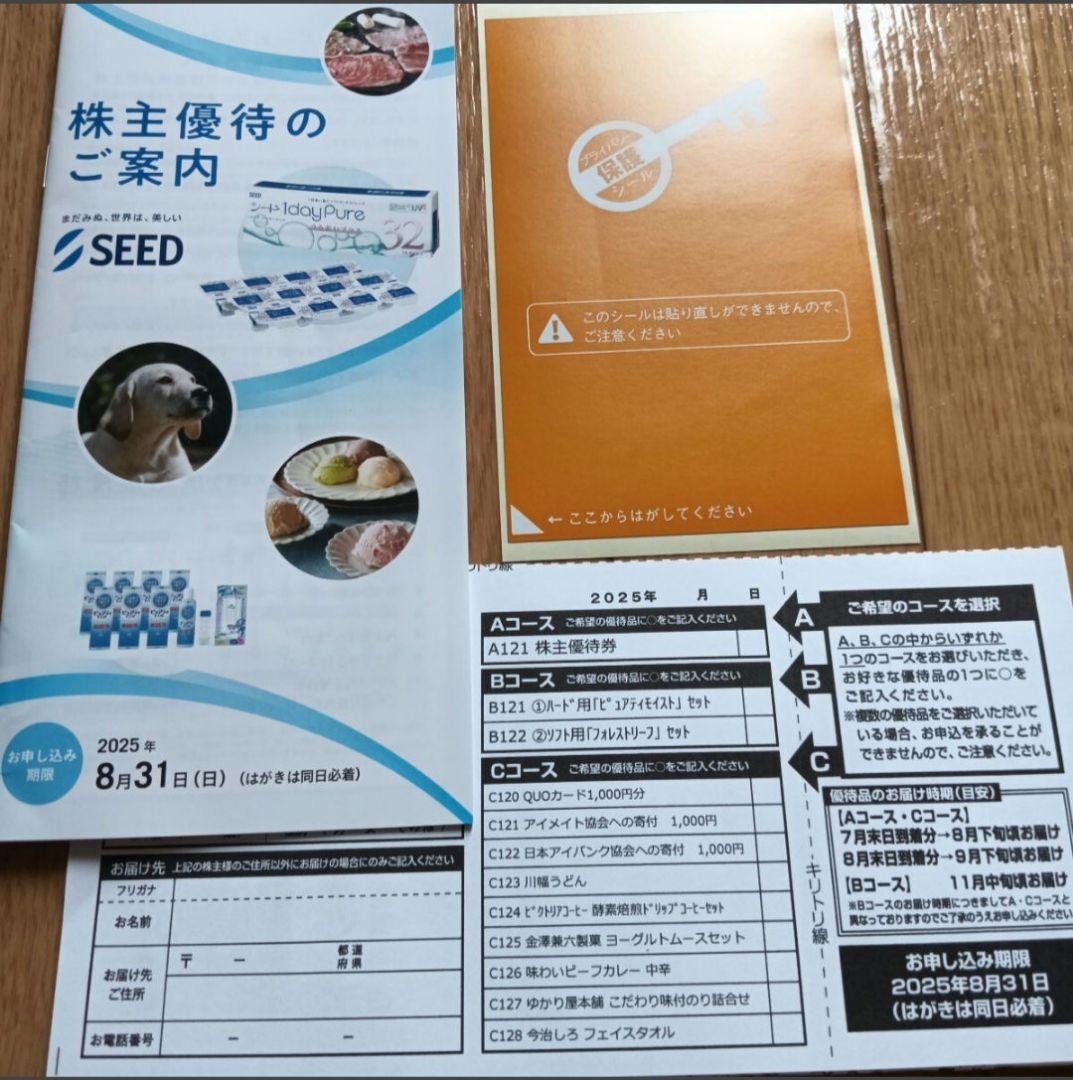 株主優待の
ご案内
まだみぬ、世界は、美しい
SEED
SEED
シード 1dayPure
うるおいプラス
UV
32
お申し込み
期限
2025年
8月31日(日) (はがきは同日必着)
プライバシー
保護
シール
このシールは貼り直しができませんので、
ご注意ください
←ここからはがしてください
トリ線
2025年 月 日
Aコース ご希望の優待品に○をご記入ください
A121 株主優待券
Bコース ご希望の優待品に○をご記入ください
B121 ①ハード用「ピュアティモイスト」セット
B122 ②ソフト用「フォレストリーフ」セット
Cコース ご希望の優待品に○をご記入ください
C120 QUOカード1,000円分
C121 アイメイト協会への寄付 1,000円
C122 日本アイバンク協会への寄付 1,000円
C123 川幅うどん
C124 ビクトリアコーヒー 酵素焙煎ドリップコーヒーセット
C125 金澤兼六製菓 ヨーグルトムースセット
C126 味わいビーフカレー 中辛
C127 ゆかり屋本舗 こだわり味付のり詰合せ
C128 今治しろ フェイスタオル
A
B
C
ご希望のコースを選択
A、B、Cの中からいずれか
1つのコースをお選びいただき、
お好きな優待品の1つに○を
ご記入ください。
※複数の優待品をご選択いただいて
いる場合、お申込を承ることが
できませんので、ご注意ください。
優待品のお届け時期(目安)
【Aコース・Cコース】
7月末日到着分→8月下旬頃お届け
8月末日到着分→9月下旬頃お届け
【Bコース】 11月中旬頃お届け
※Bコースのお届け時期につきましてA・Cコースと
異なっておりますのでご了承のうえお申し込みください
お申し込み期限
2025年8月31日
(はがきは同日必着)
キリトリ線
お届け先 上記の株主様のご住所以外にお届けの場合にのみご記入ください
フリガナ
お名前
お届け先
ご住所
〒 ー
都道
府県
お電話番号
ー ー